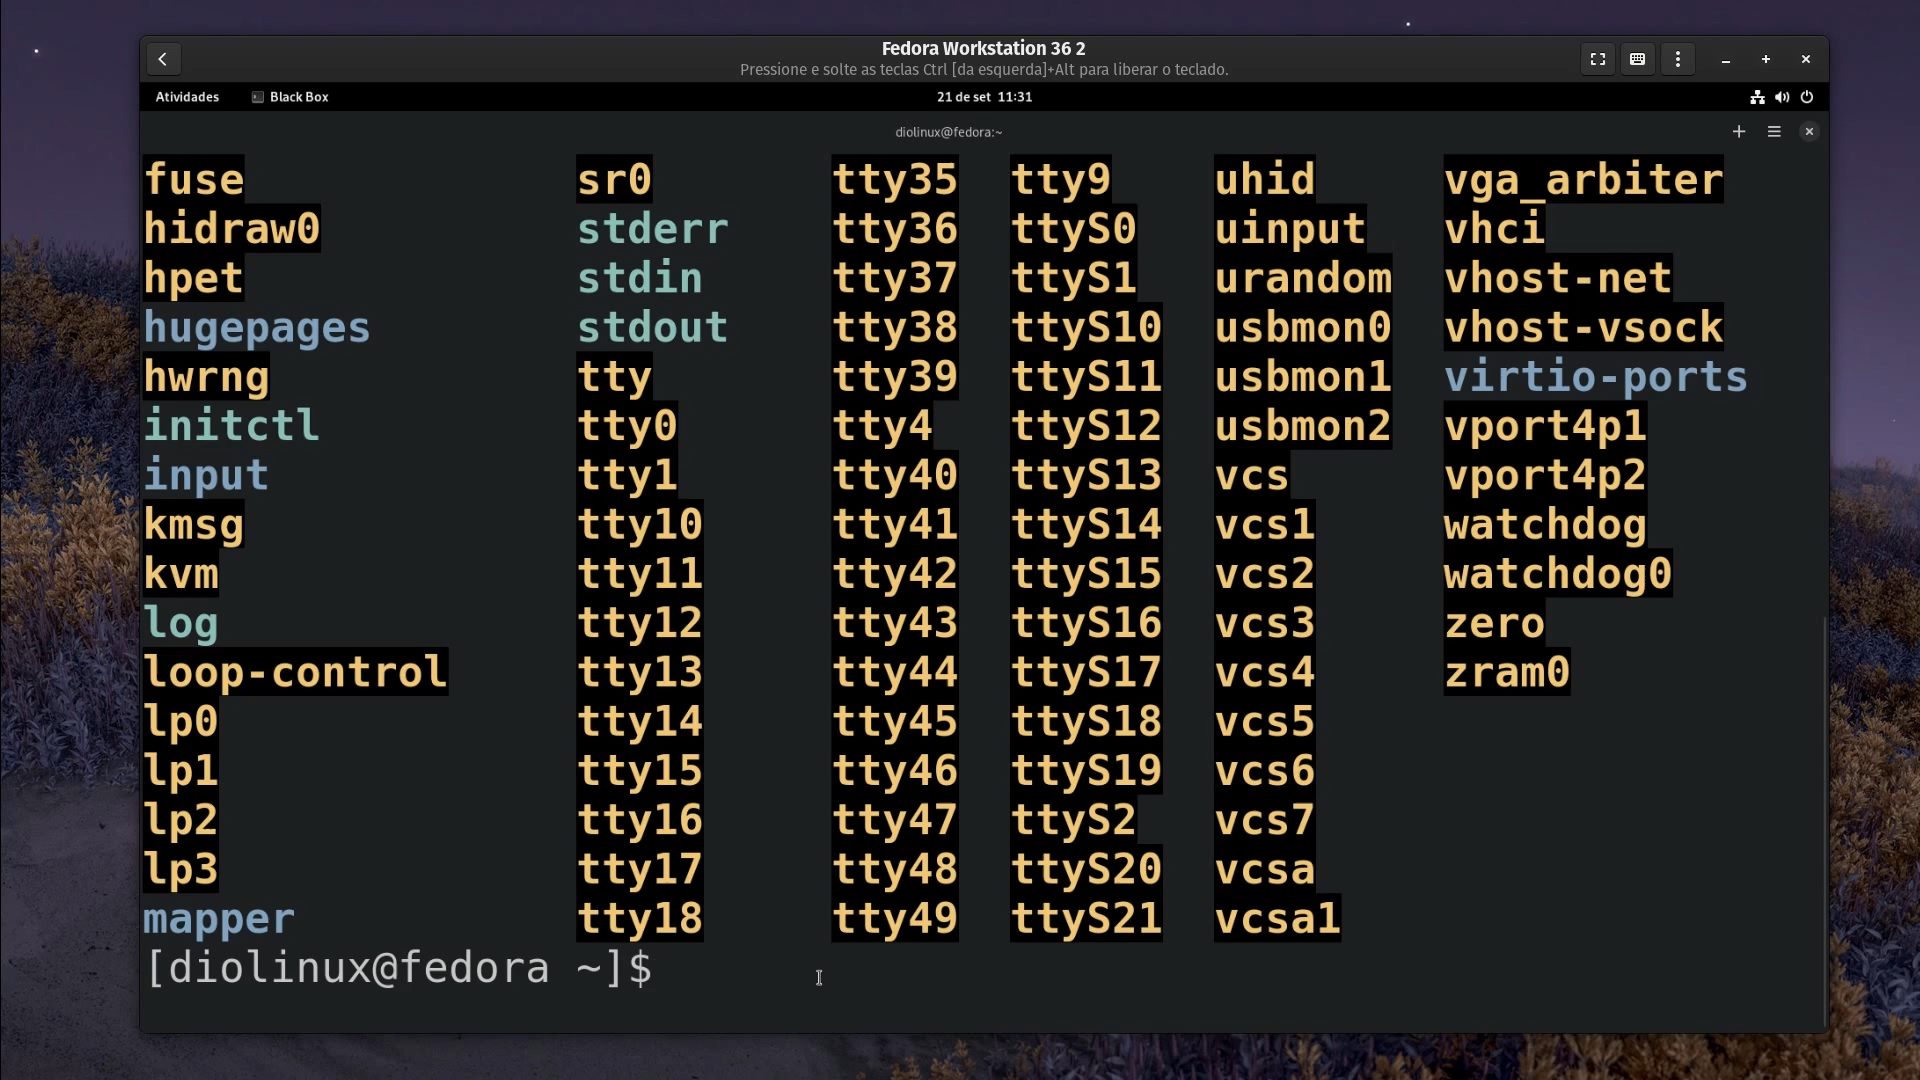 Fedora Workstation 36 2
Pressione e solte as teclas Ctrl [da esquerda]+Alt para liberar o teclado.
Atividades Black Box 21 de set 11:31
diolinux@fedora:~
fuse sr0 tty35 tty9 uhid vga_arbiter
hidraw0 stderr tty36 ttyS0 uinput vhci
hpet stdin tty37 ttyS1 urandom vhost-net
hugepages stdout tty38 ttyS10 usbmon0 vhost-vsock
hwrng tty tty39 ttyS11 usbmon1 virtio-ports
initctl tty0 tty4 ttyS12 usbmon2 vport4p1
input tty1 tty40 ttyS13 vcs vport4p2
kmsg tty10 tty41 ttyS14 vcs1 watchdog
kvm tty11 tty42 ttyS15 vcs2 watchdog0
log tty12 tty43 ttyS16 vcs3 zero
loop-control tty13 tty44 ttyS17 vcs4 zram0
lp0 tty14 tty45 ttyS18 vcs5
lp1 tty15 tty46 ttyS19 vcs6
lp2 tty16 tty47 ttyS2 vcs7
lp3 tty17 tty48 ttyS20 vcsa
mapper tty18 tty49 ttyS21 vcsa1
[diolinux@fedora ~]$